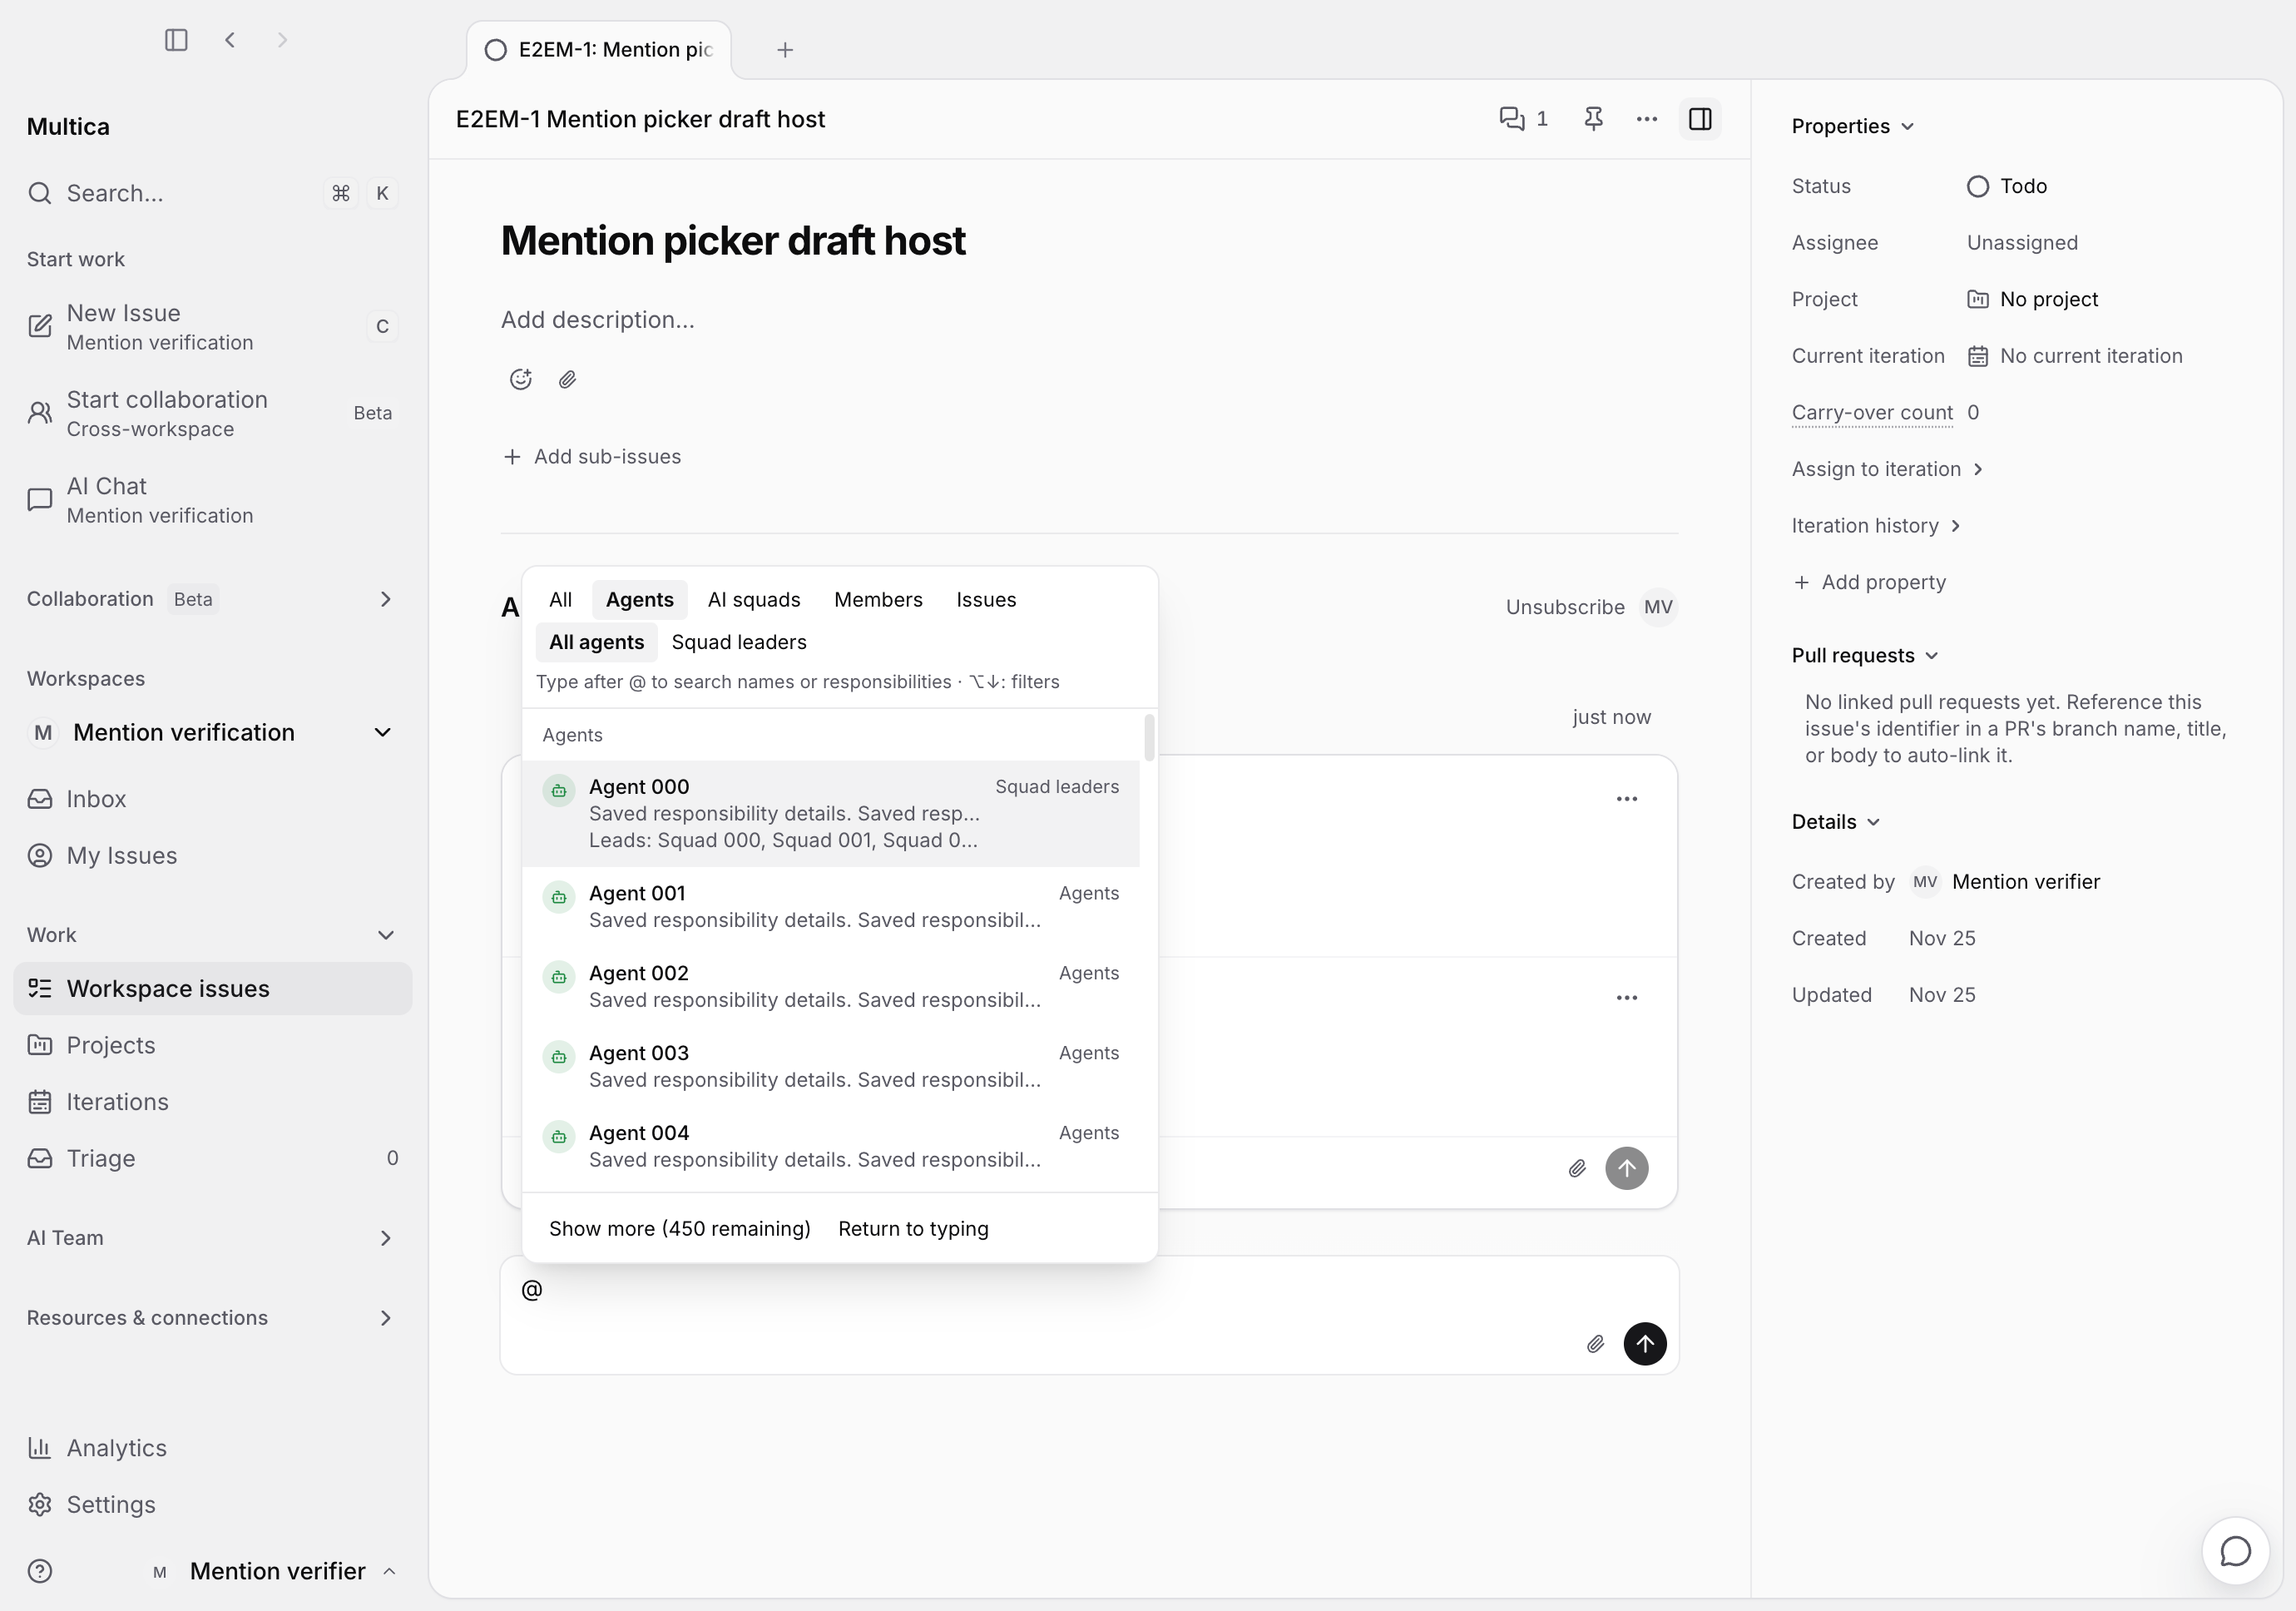 E2EM-1: Mention pic
Multica
Search...
⌘ K
Start work
New Issue
Mention verification
C
Start collaboration
Cross-workspace
Beta
AI Chat
Mention verification
Collaboration Beta
Workspaces
M Mention verification
Inbox
My Issues
Work
Workspace issues
Projects
Iterations
Triage 0
AI Team
Resources & connections
Analytics
Settings
M Mention verifier
E2EM-1 Mention picker draft host
1
Mention picker draft host
Add description...
Add sub-issues
A
Unsubscribe MV
just now
All Agents AI squads Members Issues
All agents Squad leaders
Type after @ to search names or responsibilities · ⌥↓: filters
Agents
Agent 000 Squad leaders
Saved responsibility details. Saved resp...
Leads: Squad 000, Squad 001, Squad 0...
Agent 001 Agents
Saved responsibility details. Saved responsibil...
Agent 002 Agents
Saved responsibility details. Saved responsibil...
Agent 003 Agents
Saved responsibility details. Saved responsibil...
Agent 004 Agents
Saved responsibility details. Saved responsibil...
Show more (450 remaining) Return to typing
@
Properties
Status Todo
Assignee Unassigned
Project No project
Current iteration No current iteration
Carry-over count 0
Assign to iteration
Iteration history
Add property
Pull requests
No linked pull requests yet. Reference this
issue's identifier in a PR's branch name, title,
or body to auto-link it.
Details
Created by MV Mention verifier
Created Nov 25
Updated Nov 25